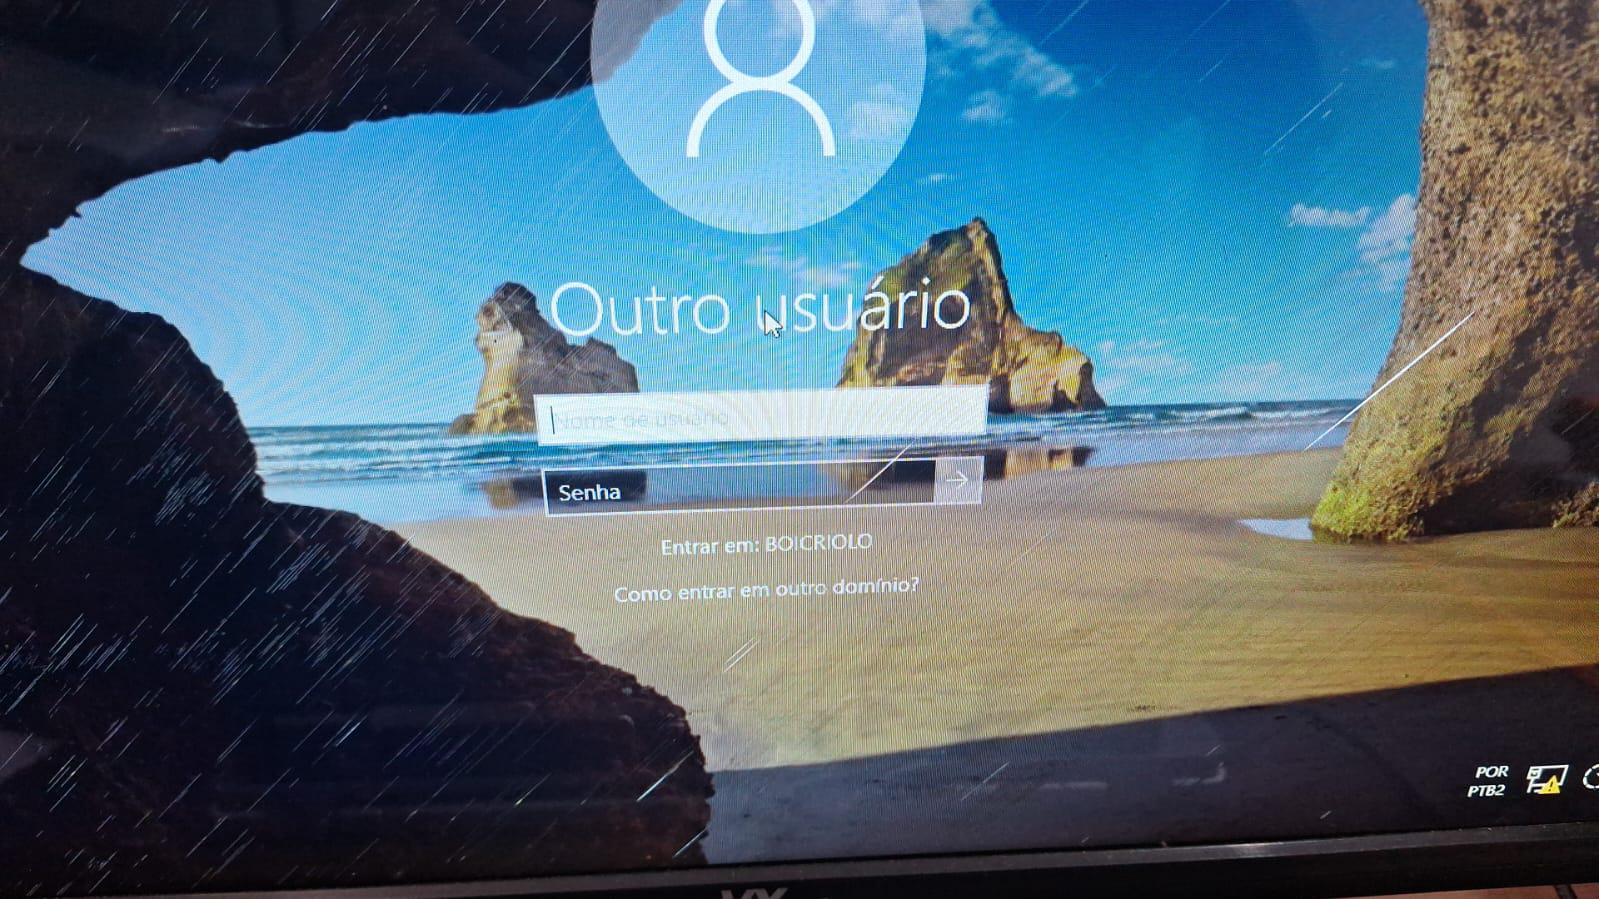 Outro usuário
Nome de usuário
Senha
Entrar em: BOICRIOLO
Como entrar em outro domínio?
POR
PTB2